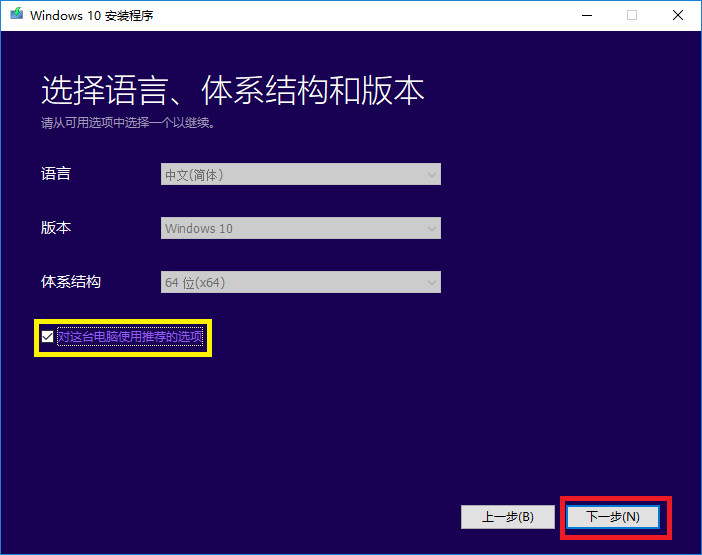 Windows 10 安装程序
选择语言、体系结构和版本
请从可用选项中选择一个以继续。
语言 中文(简体)
版本 Windows 10
体系结构 64 位(x64)
对这台电脑使用推荐的选项
上一步(B) 下一步(N)